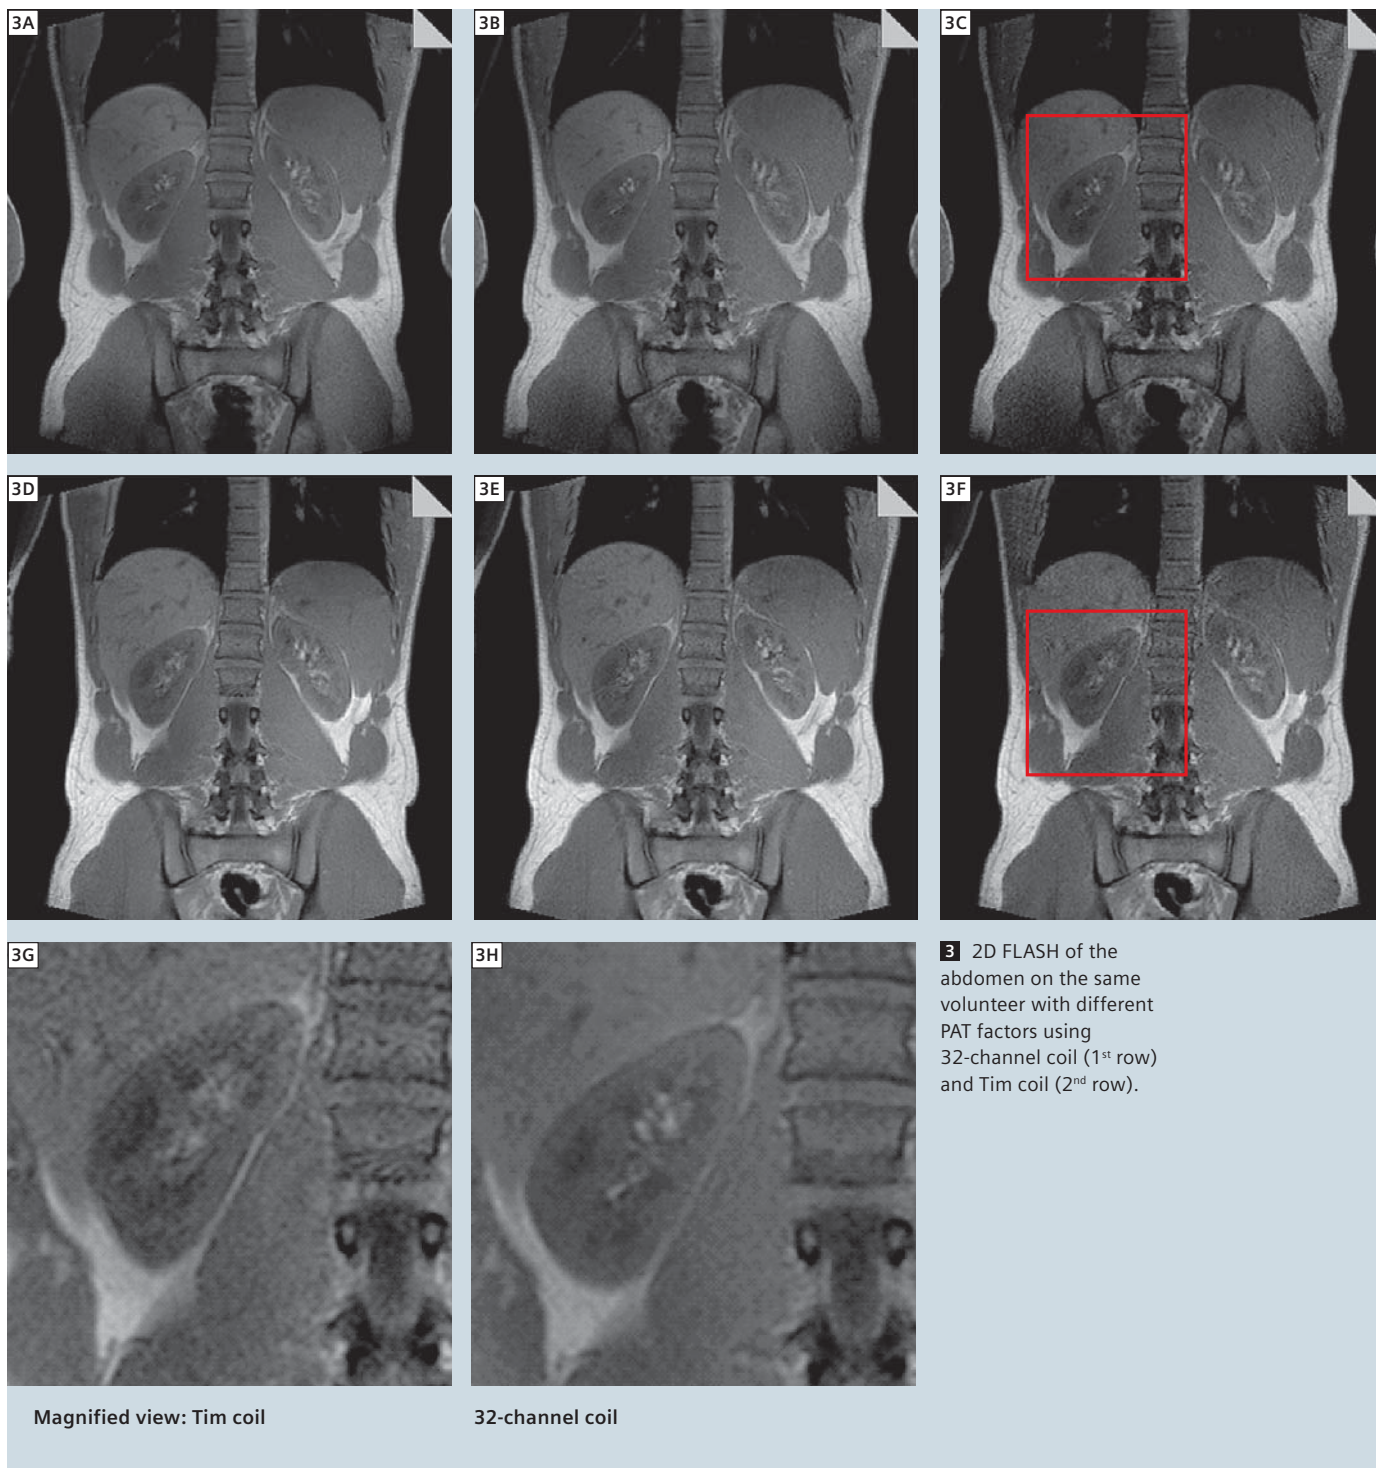 3A
3B
3C
3D
3E
3F
3G
3H
3 2D FLASH of the
abdomen on the same
volunteer with different
PAT factors using
32-channel coil (1st row)
and Tim coil (2nd row).
Magnified view: Tim coil
32-channel coil